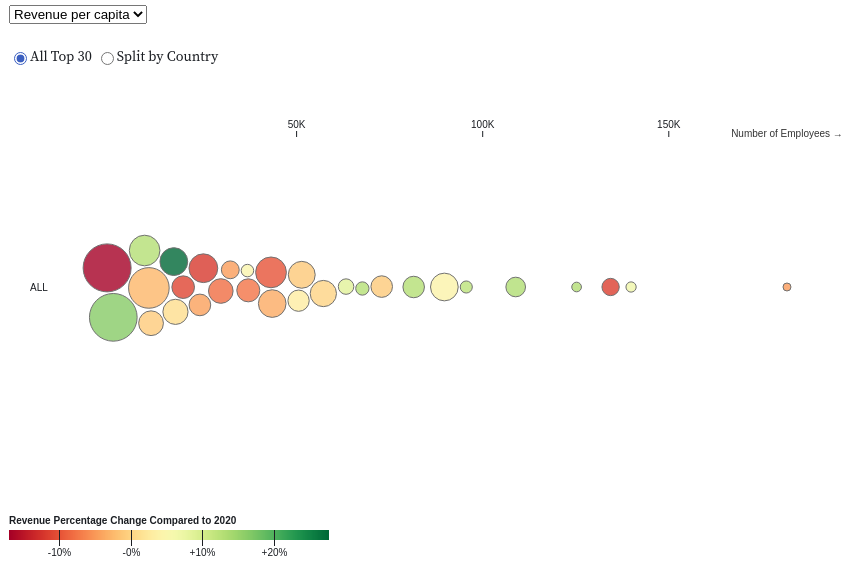 Revenue per capita
All Top 30 Split by Country
50K 100K 150K
Number of Employees →
ALL
Revenue Percentage Change Compared to 2020
-10% -0% +10% +20%